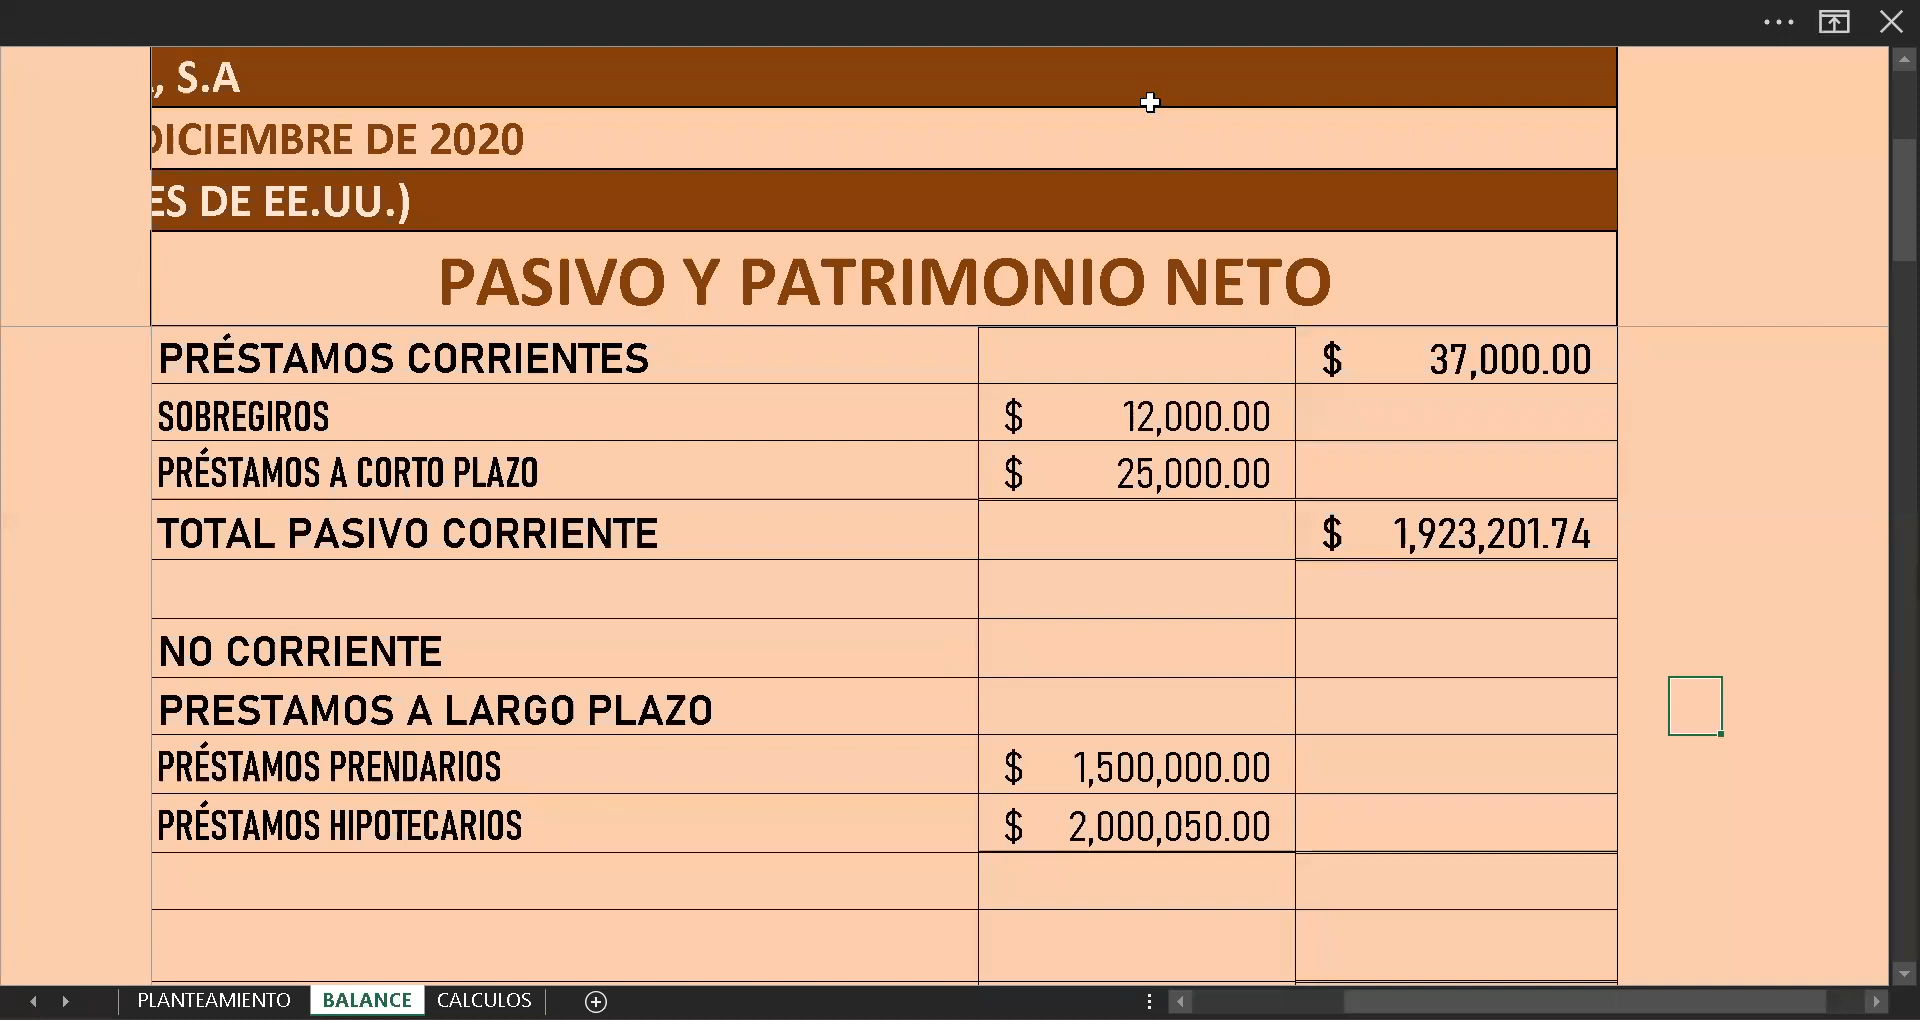 , S.A
DICIEMBRE DE 2020
ES DE EE.UU.)
PASIVO Y PATRIMONIO NETO
PRÉSTAMOS CORRIENTES $ 37,000.00
SOBREGIROS $ 12,000.00
PRÉSTAMOS A CORTO PLAZO $ 25,000.00
TOTAL PASIVO CORRIENTE $ 1,923,201.74
NO CORRIENTE
PRESTAMOS A LARGO PLAZO
PRÉSTAMOS PRENDARIOS $ 1,500,000.00
PRÉSTAMOS HIPOTECARIOS $ 2,000,050.00
PLANTEAMIENTO BALANCE CALCULOS